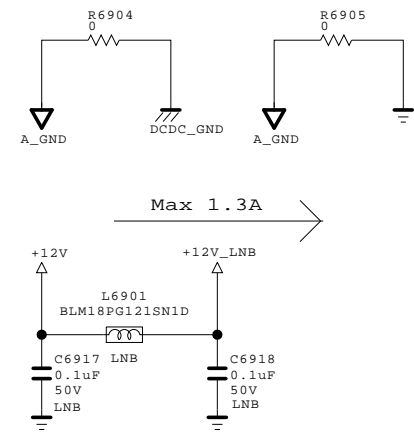 R6904
0
A_GND
DCDC_GND
R6905
0
A_GND
Max 1.3A
+12V
+12V_LNB
L6901
BLM18PG121SN1D
LNB
C6917
0.1uF
50V
LNB
C6918
0.1uF
50V
LNB